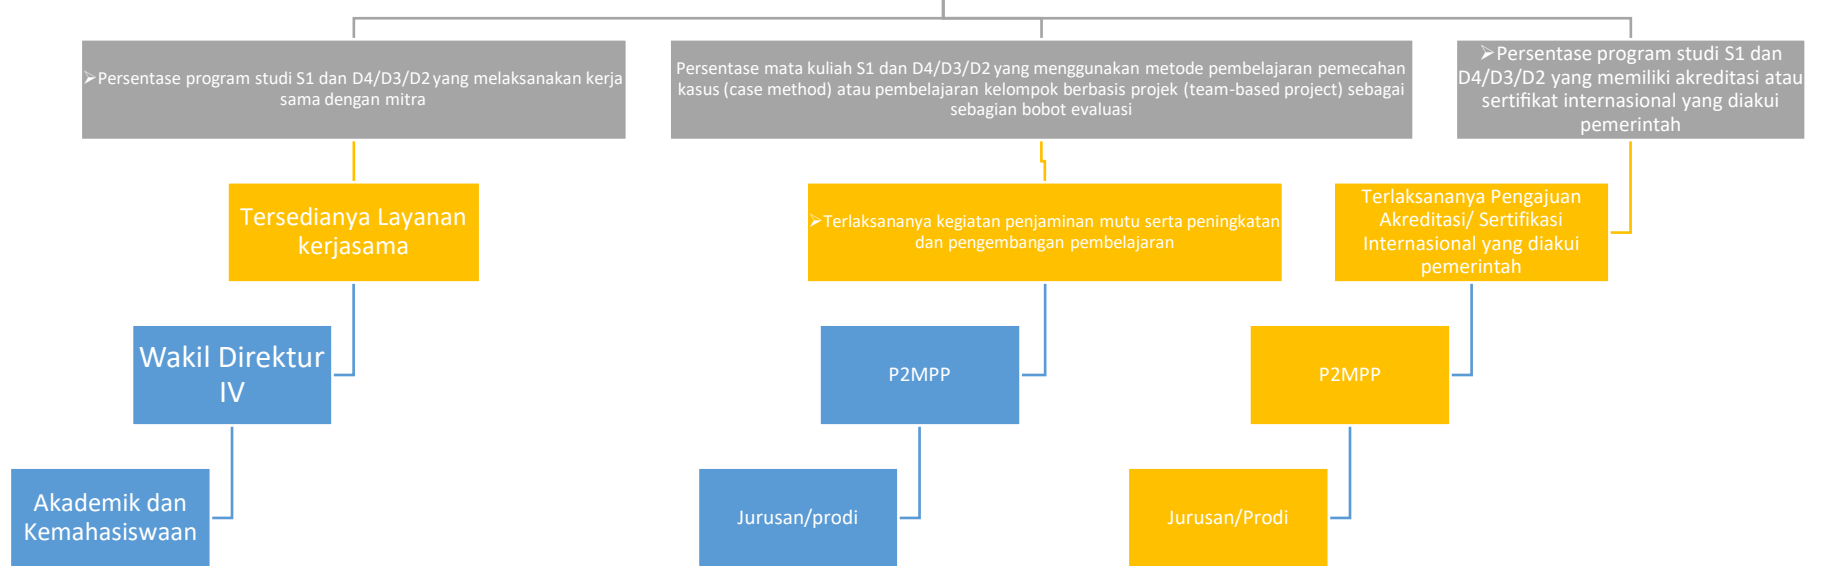 ➢Persentase program studi S1 dan D4/D3/D2 yang melaksanakan kerja
sama dengan mitra
Persentase mata kuliah S1 dan D4/D3/D2 yang menggunakan metode pembelajaran pemecahan
kasus (case method) atau pembelajaran kelompok berbasis projek (team-based project) sebagai
sebagian bobot evaluasi
➢Persentase program studi S1 dan
D4/D3/D2 yang memiliki akreditasi atau
sertifikat internasional yang diakui
pemerintah
Tersedianya Layanan
kerjasama
➢Terlaksananya kegiatan penjaminan mutu serta peningkatan
dan pengembangan pembelajaran
Terlaksananya Pengajuan
Akreditasi/ Sertifikasi
Internasional yang diakui
pemerintah
Wakil Direktur
IV
P2MPP
P2MPP
Akademik dan
Kemahasiswaan
Jurusan/prodi
Jurusan/Prodi